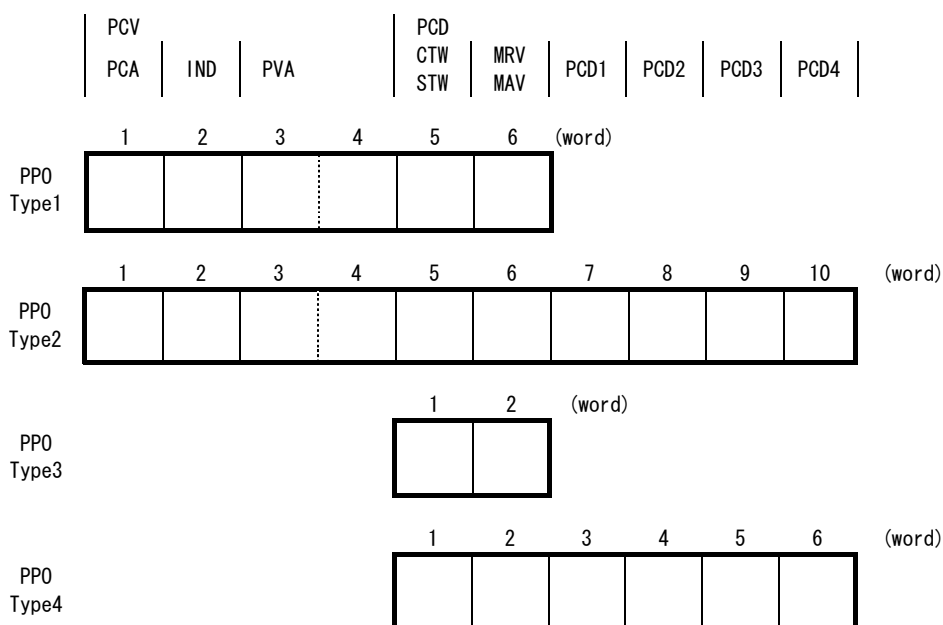 PCV PCD
CTW MRV
PCA IND PVA PCD1 PCD2 PCD3 PCD4
STW MAV
1 2 3 4 5 6 (word)
PPO
Type1
1 2 3 4 5 6 7 8 9 10 (word)
PPO
Type2
1 2 (word)
PPO
Type3
1 2 3 4 5 6 (word)
PPO
Type4